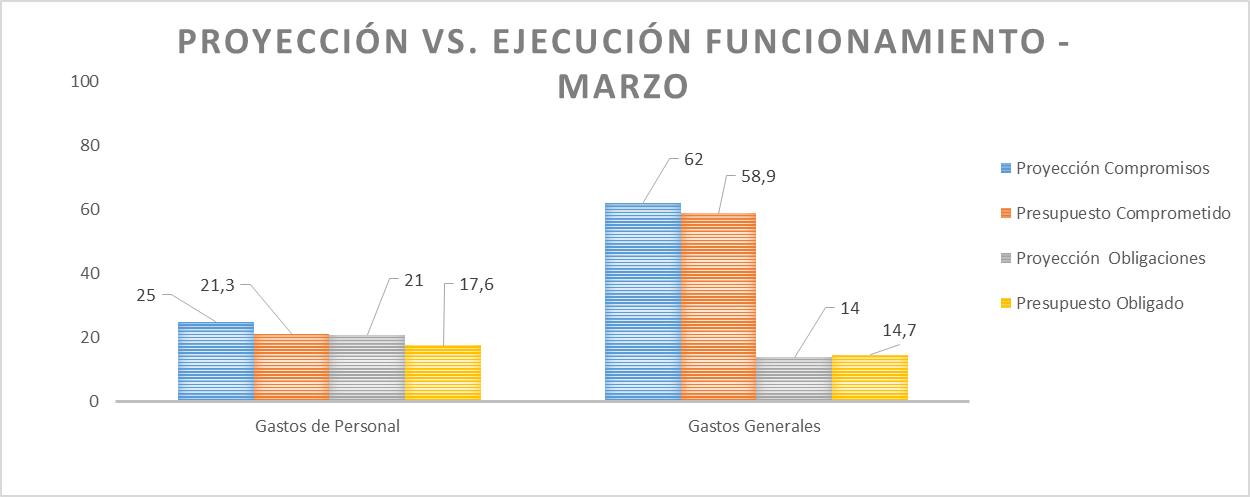 PROYECCIÓN VS. EJECUCIÓN FUNCIONAMIENTO -
MARZO
100
80
60
40
20
0
25
21,3
21
17,6
62
58,9
14
14,7
Gastos de Personal
Gastos Generales
Proyección Compromisos
Presupuesto Comprometido
Proyección  Obligaciones
Presupuesto Obligado